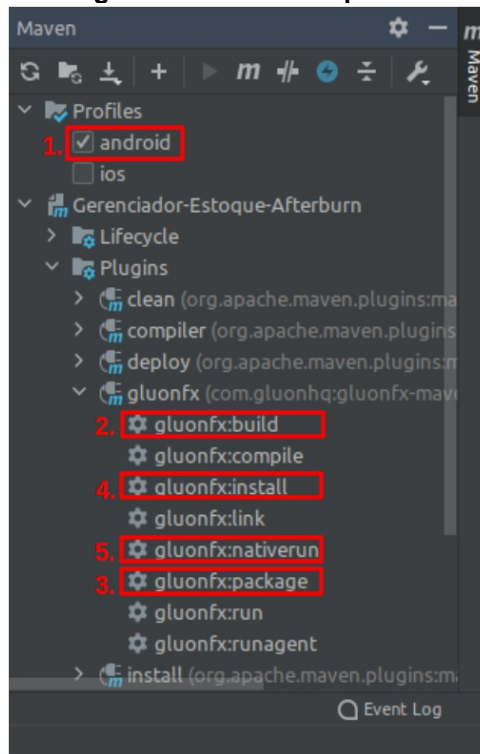 Maven
m
Maven
m
Profiles
1. android
ios
Gerenciador-Estoque-Afterburn
Lifecycle
Plugins
clean (org.apache.maven.plugins:ma
compiler (org.apache.maven.plugins
deploy (org.apache.maven.plugins:m
gluonfx (com.gluonhq:gluonfx-mave
2. gluonfx:build
gluonfx:compile
4. gluonfx:install
gluonfx:link
5. gluonfx:nativerun
3. gluonfx:package
gluonfx:run
gluonfx:runagent
install (org.apache.maven.plugins:ma
Event Log